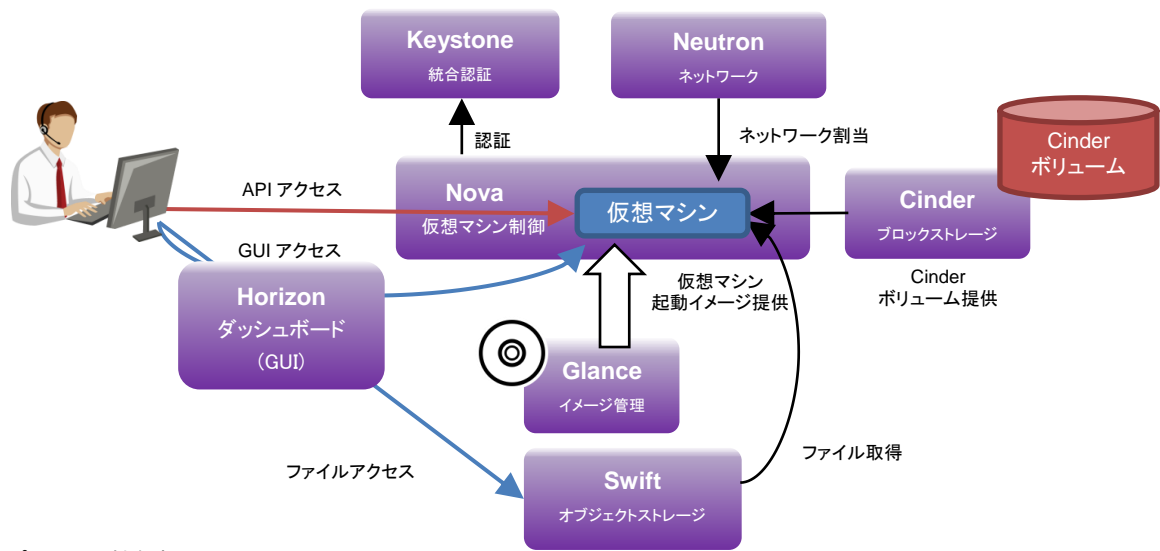 Keystone
統合認証
Neutron
ネットワーク
Cinder
ボリューム
認証
ネットワーク割当
API アクセス
Nova
仮想マシン制御
仮想マシン
Cinder
ブロックストレージ
GUI アクセス
Cinder
ボリューム提供
仮想マシン
起動イメージ提供
Horizon
ダッシュボード
(GUI)
Glance
イメージ管理
ファイルアクセス
ファイル取得
Swift
オブジェクトストレージ